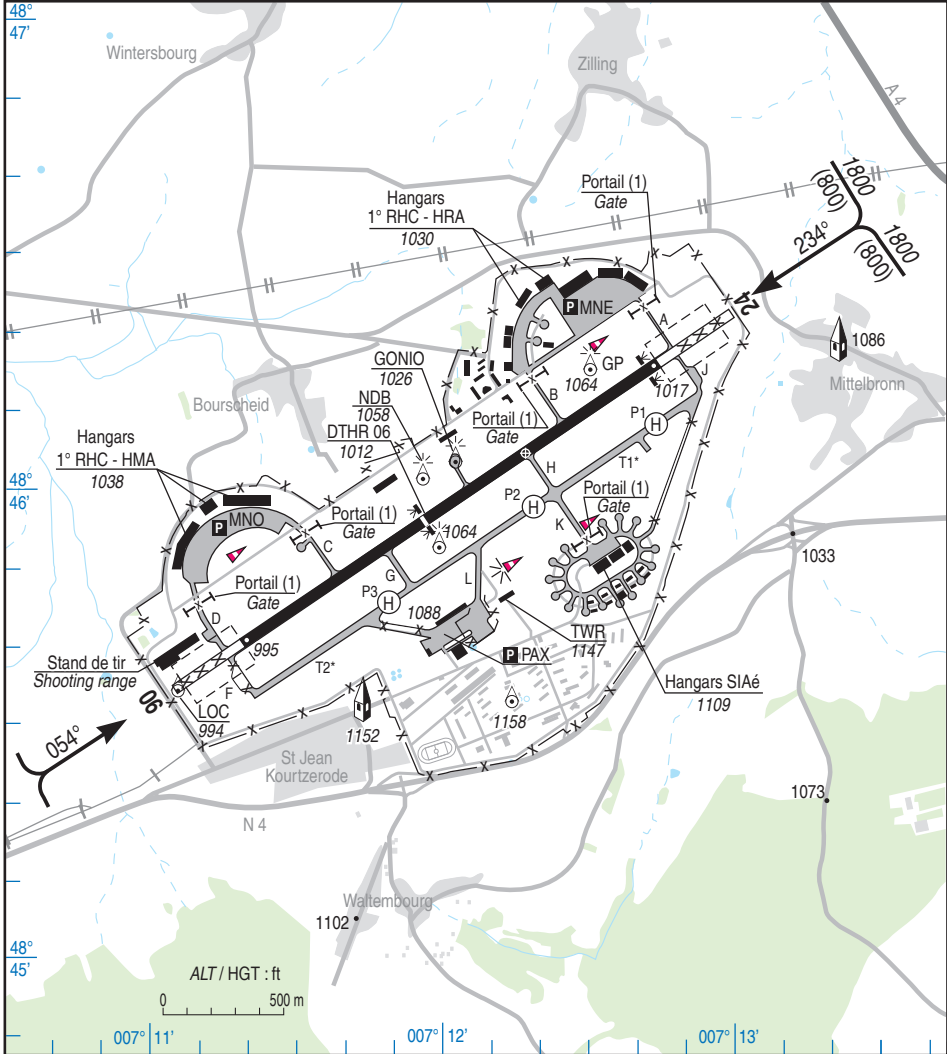 48°
47'
Wintersbourg
Zilling
A 4
Hangars
1° RHC - HRA
1030
Portail (1)
Gate
1800
(800)
234°
1800
(800)
24
P MNE
A
1086
GONIO
1026
1064
GP
J
1017
Mittelbronn
NDB
1058
B
Bourscheid
DTHR 06
1012
Portail (1)
Gate
P1
H
T1*
Hangars
1° RHC - HMA
1038
48°
46'
H
P2
H
Portail (1)
Gate
P MNO
Portail (1)
Gate
1064
K
C
1033
G
L
Portail (1)
Gate
P3
H
1088
D
TWR
1147
995
P PAX
Stand de tir
Shooting range
T2*
Hangars SIAé
1109
06
F
LOC
994
1158
054°
1152
St Jean
Kourtzerode
1073
N 4
Waltembourg
1102
48°
45'
ALT / HGT : ft
0
500 m
007° 11'
007° 12'
007° 13'